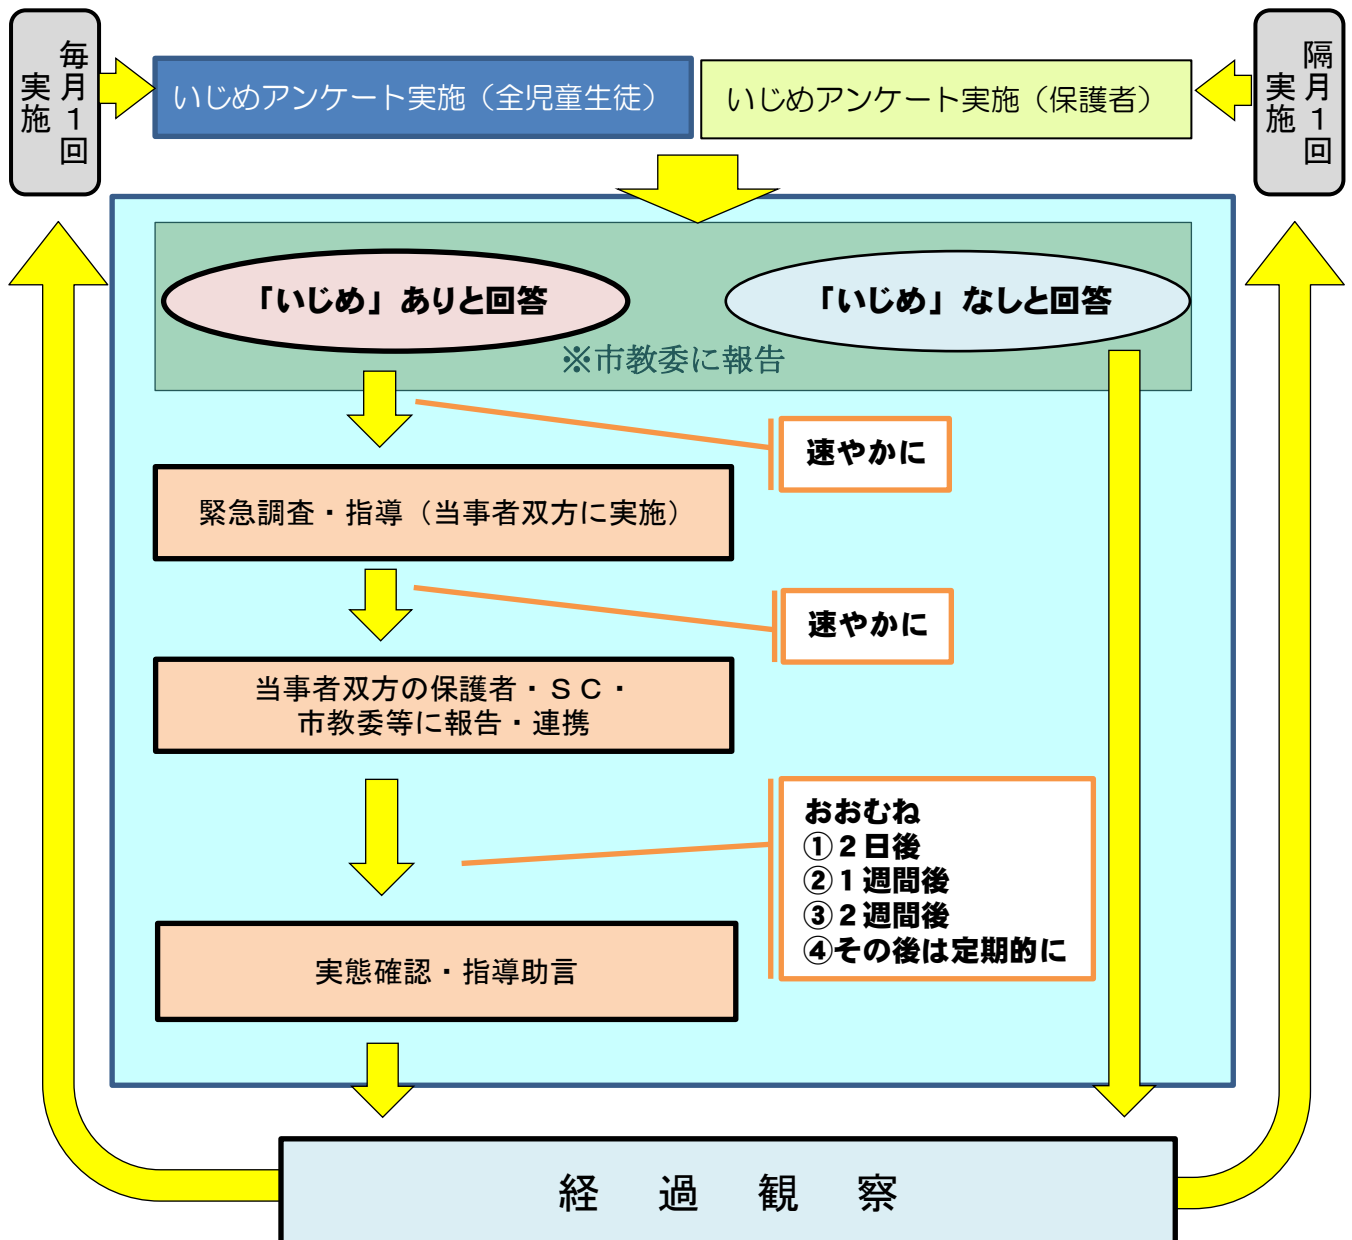 毎月１回
実施
いじめアンケート実施（全児童生徒）
いじめアンケート実施（保護者）
隔月１回
実施
「いじめ」ありと回答
「いじめ」なしと回答
※市教委に報告
速やかに
緊急調査・指導（当事者双方に実施）
速やかに
当事者双方の保護者・ＳＣ・
市教委等に報告・連携
おおむね
①２日後
②１週間後
③２週間後
④その後は定期的に
実態確認・指導助言
経　過　観　察